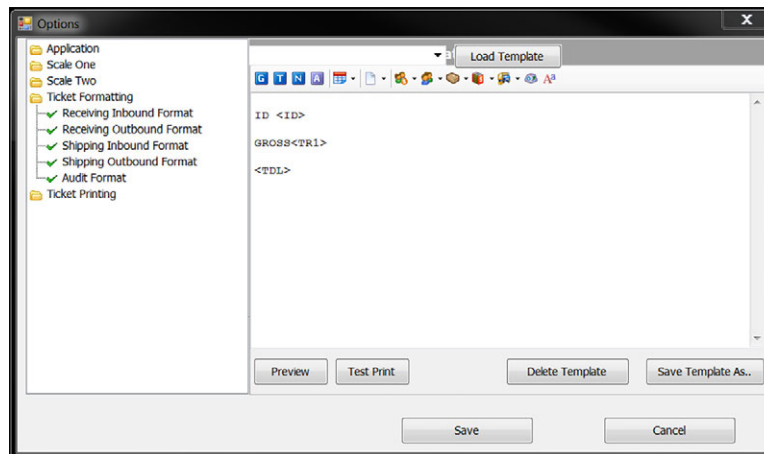 Options
X
Application
Scale One
Scale Two
Ticket Formatting
Receiving Inbound Format
Receiving Outbound Format
Shipping Inbound Format
Shipping Outbound Format
Audit Format
Ticket Printing
Load Template
G T N A
Aª
ID <ID>
GROSS<TR1>
<TDL>
Preview
Test Print
Delete Template
Save Template As..
Save
Cancel